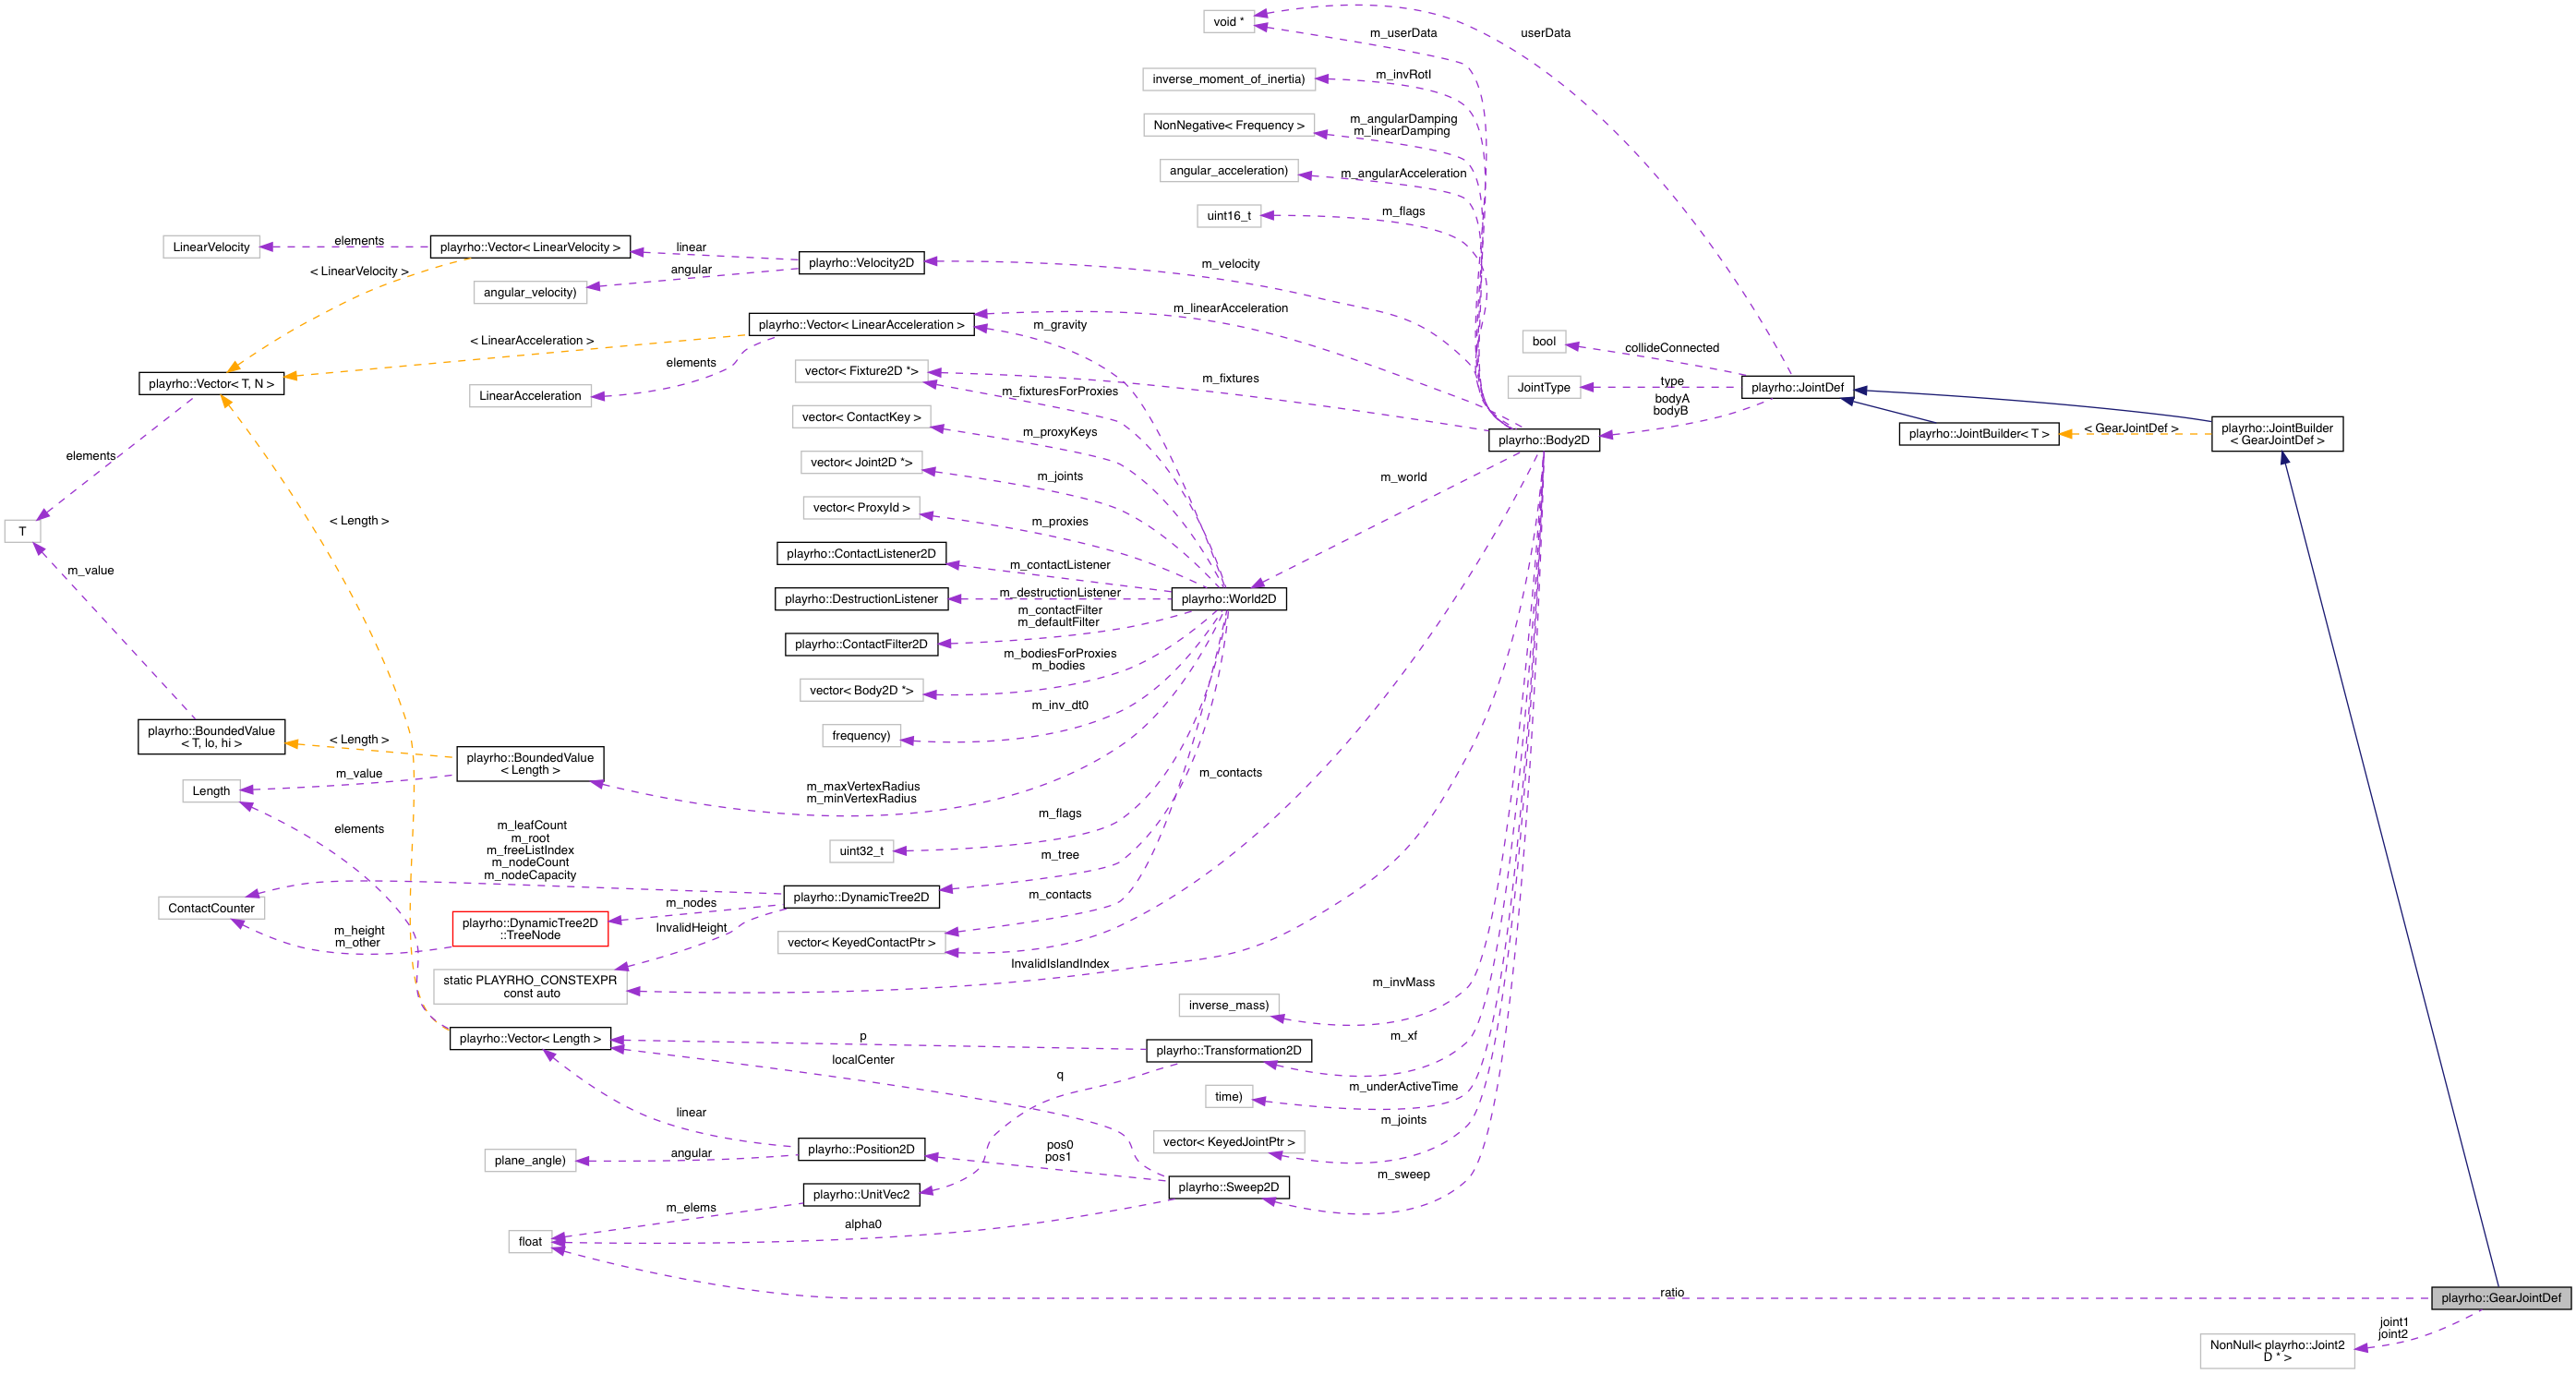 void *
userData
m_userData
inverse_moment_of_inertia)
m_invRotI
NonNegative< Frequency >
m_angularDamping
m_linearDamping
angular_acceleration)
m_angularAcceleration
uint16_t
m_flags
LinearVelocity
elements
playrho::Vector< LinearVelocity >
linear
playrho::Velocity2D
m_velocity
< LinearVelocity >
angular
angular_velocity)
playrho::Vector< LinearAcceleration >
m_gravity
m_linearAcceleration
< LinearAcceleration >
elements
bool
collideConnected
playrho::Vector< T, N >
LinearAcceleration
vector< Fixture2D *>
m_fixtures
m_fixturesForProxies
JointType
type
playrho::JointDef
bodyA
bodyB
vector< ContactKey >
m_proxyKeys
playrho::Body2D
playrho::JointBuilder< T >
< GearJointDef >
playrho::JointBuilder
< GearJointDef >
elements
vector< Joint2D *>
m_joints
m_world
T
< Length >
vector< ProxyId >
m_proxies
m_value
playrho::ContactListener2D
m_contactListener
playrho::DestructionListener
m_destructionListener
playrho::World2D
m_contactFilter
m_defaultFilter
playrho::ContactFilter2D
m_bodiesForProxies
m_bodies
vector< Body2D *>
m_inv_dt0
frequency)
playrho::BoundedValue
< T, lo, hi >
< Length >
playrho::BoundedValue
< Length >
m_value
Length
m_maxVertexRadius
m_minVertexRadius
m_contacts
elements
m_flags
uint32_t
m_leafCount
m_root
m_freeListIndex
m_nodeCount
m_nodeCapacity
m_tree
playrho::DynamicTree2D
m_contacts
ContactCounter
m_nodes
playrho::DynamicTree2D
::TreeNode
m_height
m_other
InvalidHeight
vector< KeyedContactPtr >
InvalidIslandIndex
static PLAYRHO_CONSTEXPR
const auto
m_invMass
inverse_mass)
playrho::Vector< Length >
p
m_xf
playrho::Transformation2D
localCenter
q
m_underActiveTime
time)
linear
m_joints
vector< KeyedJointPtr >
playrho::Position2D
pos0
pos1
plane_angle)
angular
m_sweep
playrho::Sweep2D
playrho::UnitVec2
m_elems
alpha0
float
ratio
playrho::GearJointDef
joint1
joint2
NonNull< playrho::Joint2
D * >